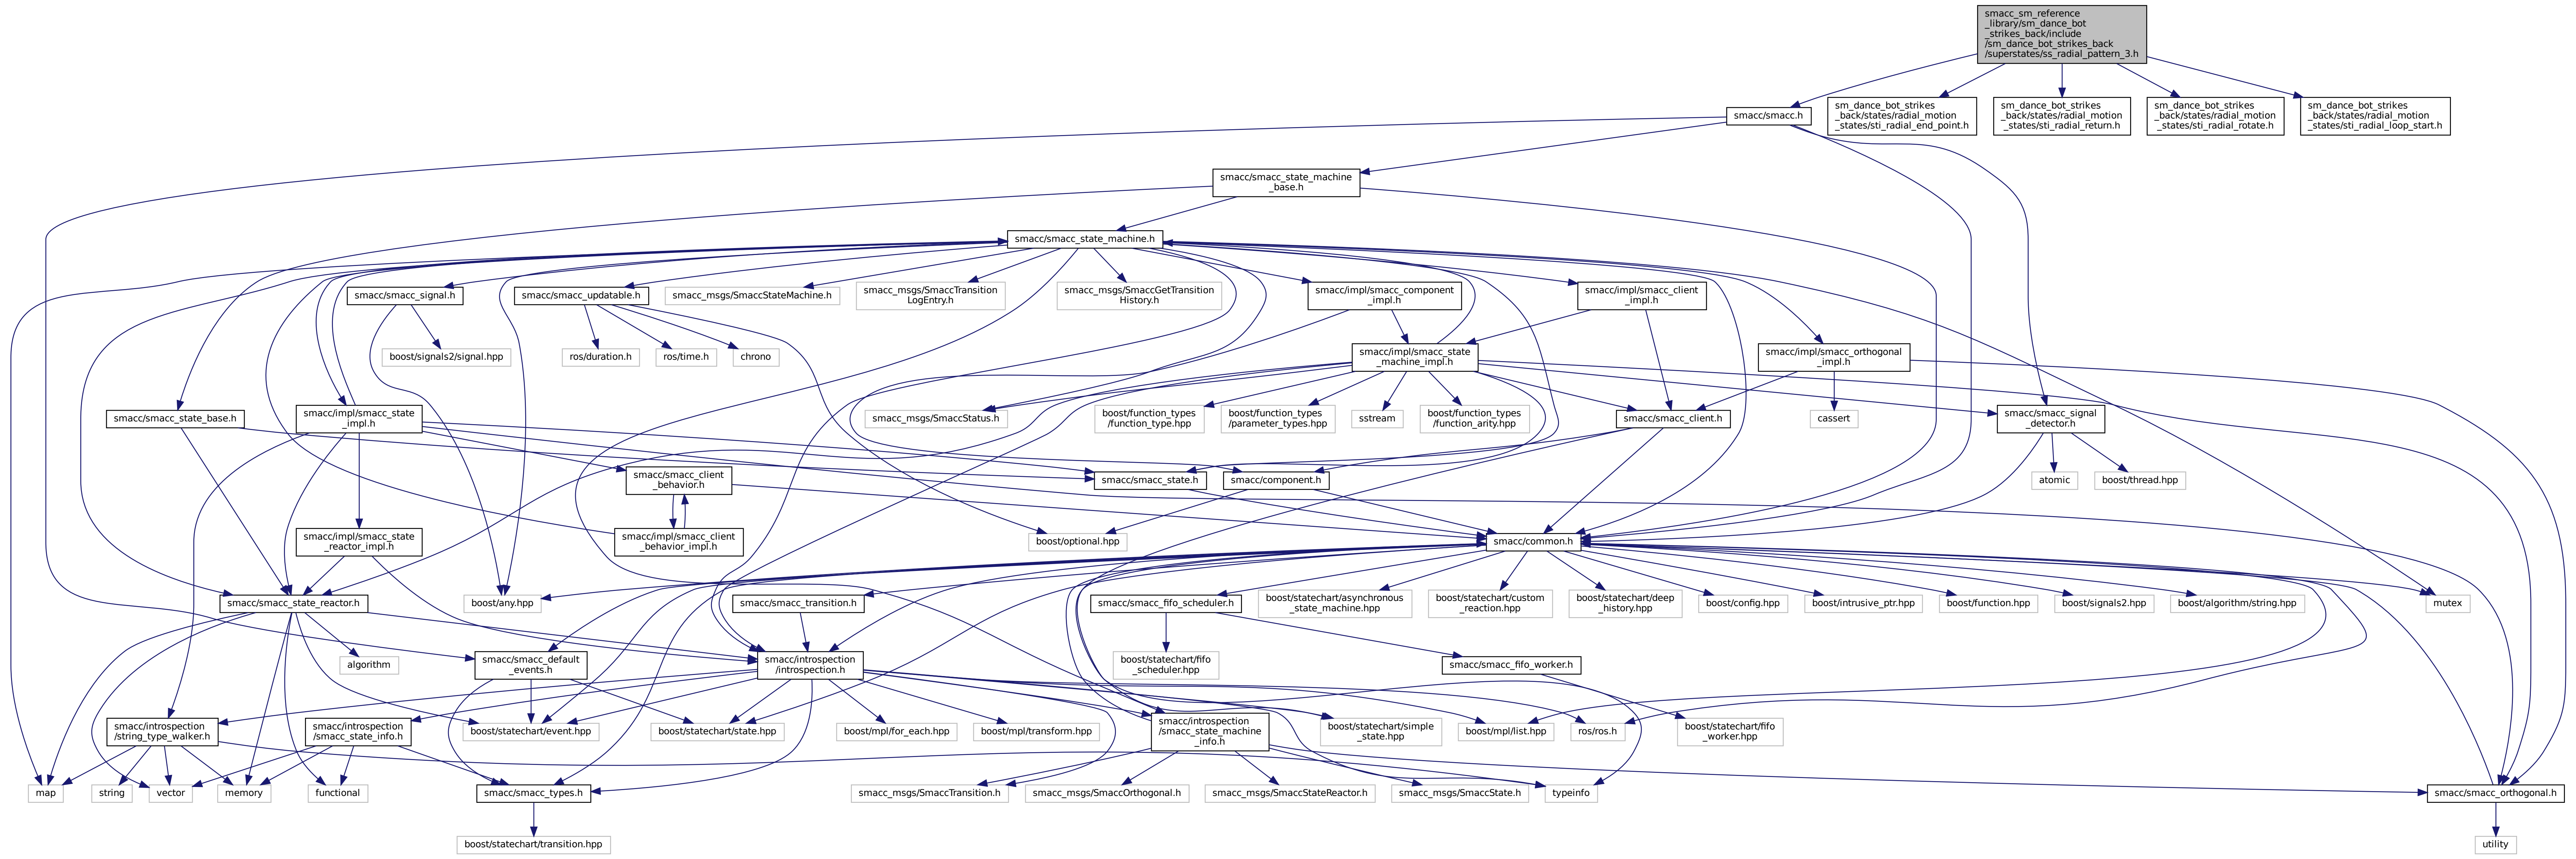 smacc_sm_reference
_library/sm_dance_bot
_strikes_back/include
/sm_dance_bot_strikes_back
/superstates/ss_radial_pattern_3.h
smacc/smacc.h
sm_dance_bot_strikes
_back/states/radial_motion
_states/sti_radial_end_point.h
sm_dance_bot_strikes
_back/states/radial_motion
_states/sti_radial_return.h
sm_dance_bot_strikes
_back/states/radial_motion
_states/sti_radial_rotate.h
sm_dance_bot_strikes
_back/states/radial_motion
_states/sti_radial_loop_start.h
smacc/smacc_state_machine
_base.h
smacc/smacc_state_machine.h
smacc/smacc_signal.h
smacc/smacc_updatable.h
smacc_msgs/SmaccStateMachine.h
smacc_msgs/SmaccTransition
LogEntry.h
smacc_msgs/SmaccGetTransition
History.h
smacc/impl/smacc_component
_impl.h
smacc/impl/smacc_client
_impl.h
boost/signals2/signal.hpp
ros/duration.h
ros/time.h
chrono
smacc/impl/smacc_state
_machine_impl.h
smacc/impl/smacc_orthogonal
_impl.h
smacc/smacc_state_base.h
smacc/impl/smacc_state
_impl.h
smacc_msgs/SmaccStatus.h
boost/function_types
/function_type.hpp
boost/function_types
/parameter_types.hpp
sstream
boost/function_types
/function_arity.hpp
smacc/smacc_client.h
cassert
smacc/smacc_signal
_detector.h
smacc/smacc_client
_behavior.h
smacc/smacc_state.h
smacc/component.h
atomic
boost/thread.hpp
smacc/impl/smacc_state
_reactor_impl.h
smacc/impl/smacc_client
_behavior_impl.h
boost/optional.hpp
smacc/common.h
smacc/smacc_state_reactor.h
boost/any.hpp
smacc/smacc_transition.h
smacc/smacc_fifo_scheduler.h
boost/statechart/asynchronous
_state_machine.hpp
boost/statechart/custom
_reaction.hpp
boost/statechart/deep
_history.hpp
boost/config.hpp
boost/intrusive_ptr.hpp
boost/function.hpp
boost/signals2.hpp
boost/algorithm/string.hpp
mutex
algorithm
smacc/smacc_default
_events.h
smacc/introspection
/introspection.h
boost/statechart/fifo
_scheduler.hpp
smacc/smacc_fifo_worker.h
smacc/introspection
/string_type_walker.h
smacc/introspection
/smacc_state_info.h
boost/statechart/event.hpp
boost/statechart/state.hpp
boost/mpl/for_each.hpp
boost/mpl/transform.hpp
smacc/introspection
/smacc_state_machine
_info.h
boost/statechart/simple
_state.hpp
boost/mpl/list.hpp
ros/ros.h
boost/statechart/fifo
_worker.hpp
map
string
vector
memory
functional
smacc/smacc_types.h
smacc_msgs/SmaccTransition.h
smacc_msgs/SmaccOrthogonal.h
smacc_msgs/SmaccStateReactor.h
smacc_msgs/SmaccState.h
typeinfo
smacc/smacc_orthogonal.h
boost/statechart/transition.hpp
utility